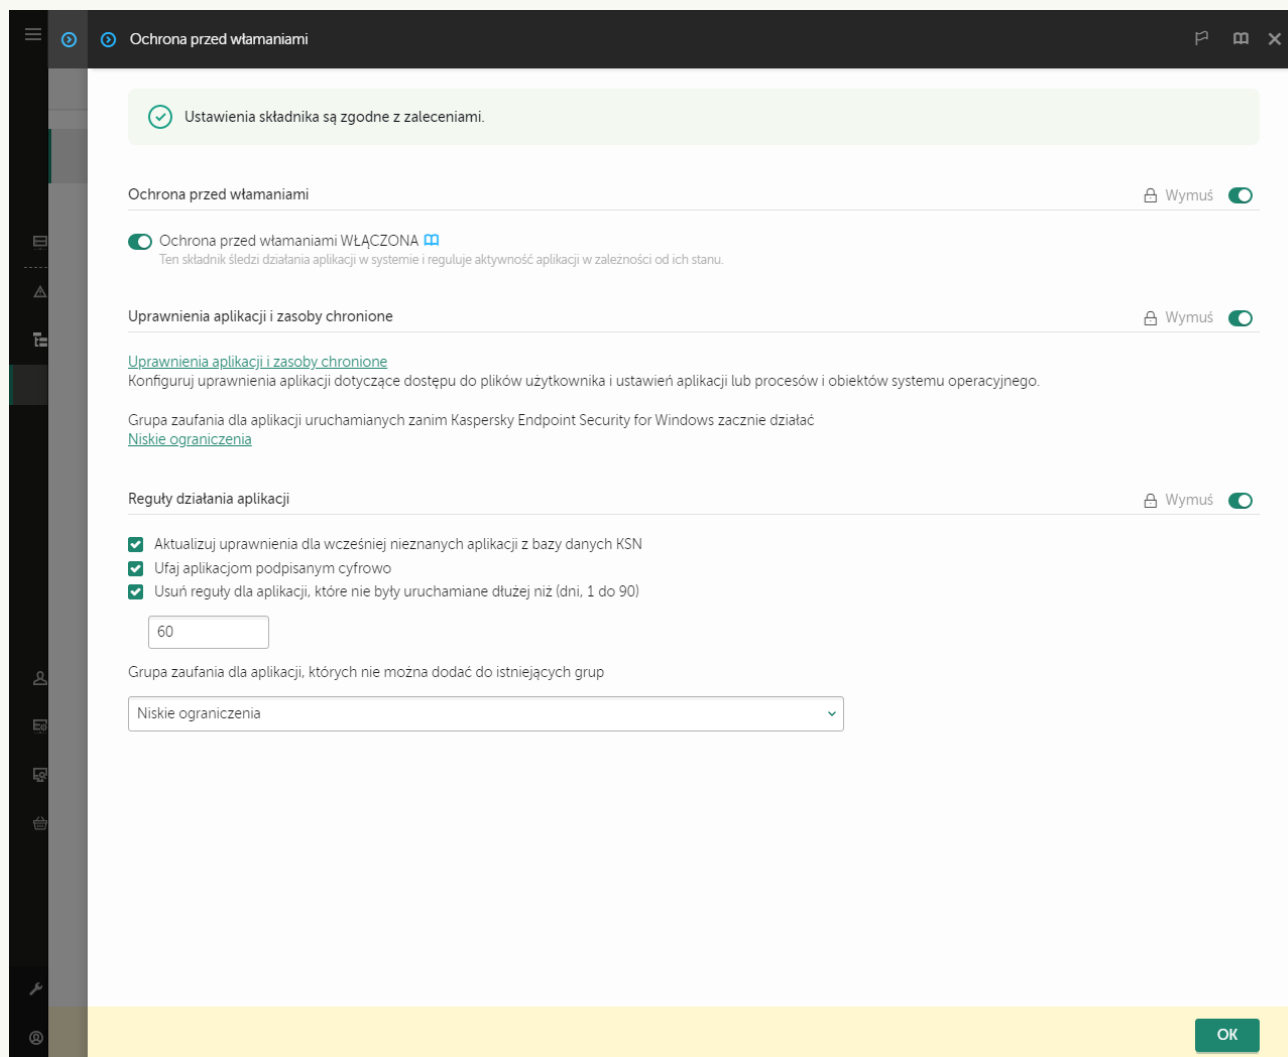 Ochrona przed włamaniami
Ustawienia składnika są zgodne z zaleceniami.
Ochrona przed włamaniami
Wymuś
Ochrona przed włamaniami WŁĄCZONA
Ten składnik śledzi działania aplikacji w systemie i reguluje aktywność aplikacji w zależności od ich stanu.
Uprawnienia aplikacji i zasoby chronione
Wymuś
Uprawnienia aplikacji i zasoby chronione
Konfiguruj uprawnienia aplikacji dotyczące dostępu do plików użytkownika i ustawień aplikacji lub procesów i obiektów systemu operacyjnego.
Grupa zaufania dla aplikacji uruchamianych zanim Kaspersky Endpoint Security for Windows zacznie działać
Niskie ograniczenia
Reguły działania aplikacji
Wymuś
Aktualizuj uprawnienia dla wcześniej nieznanych aplikacji z bazy danych KSN
Ufaj aplikacjom podpisanym cyfrowo
Usuń reguły dla aplikacji, które nie były uruchamiane dłużej niż (dni, 1 do 90)
60
Grupa zaufania dla aplikacji, których nie można dodać do istniejących grup
Niskie ograniczenia
OK